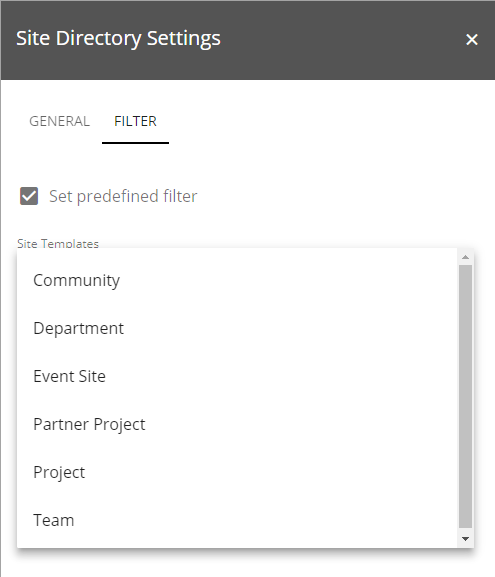 Site Directory Settings ×
GENERAL FILTER
Set predefined filter
Site Templates
Community
Department
Event Site
Partner Project
Project
Team